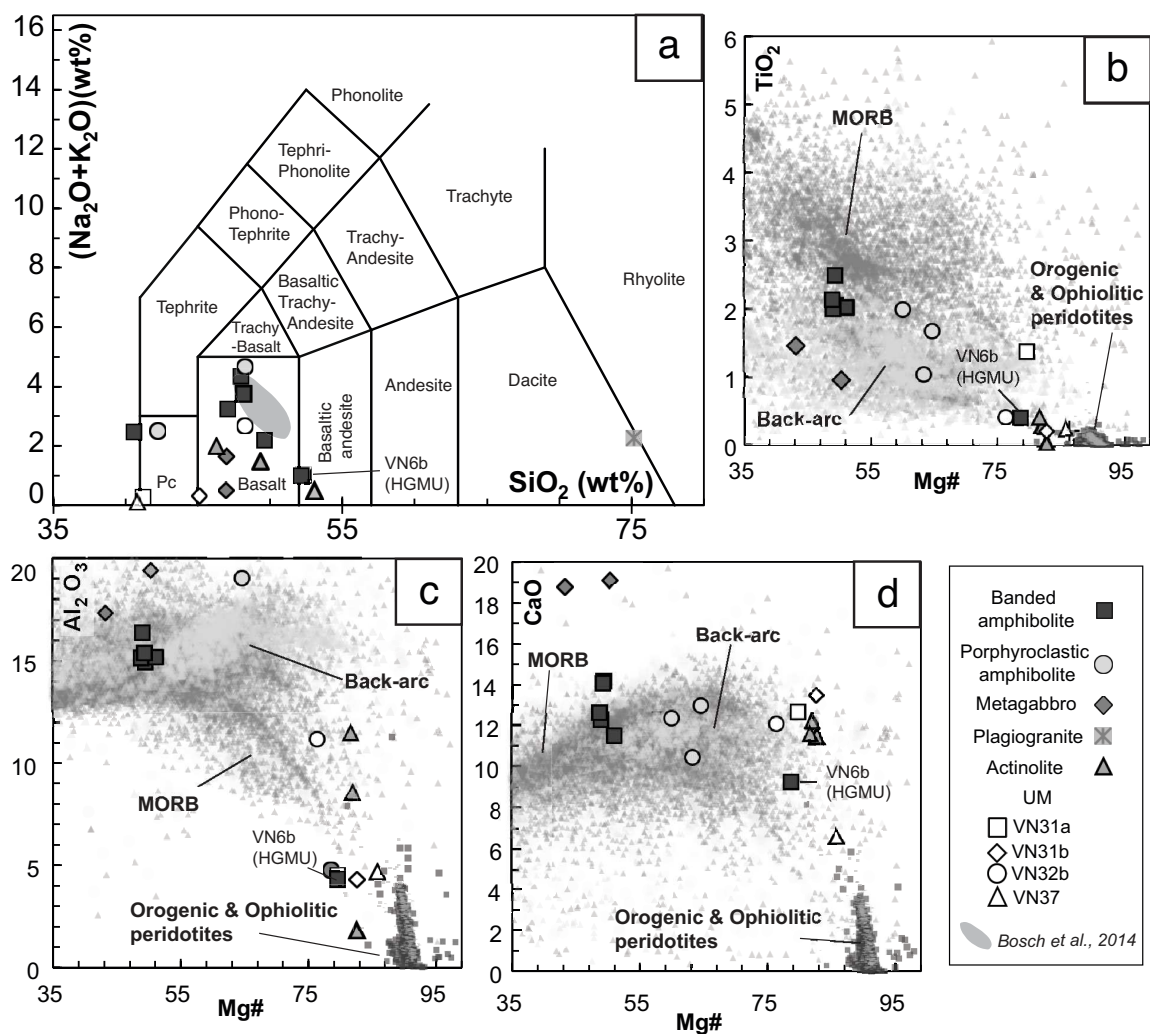 a
(Na2O+K2O)(wt%)
16
14
12
10
8
6
4
2
0
Phonolite
Tephri-
Phonolite
Trachyte
Phono-
Tephrite
Trachy-
Andesite
Rhyolite
Basaltic
Trachy-
Andesite
Tephrite
Trachy
-Basalt
Andesite
Dacite
Basaltic
andesite
Pc
Basalt
VN6b
(HGMU)
SiO2 (wt%)
35
55
75
b
TiO2
6
5
4
3
2
1
0
MORB
Orogenic
& Ophiolitic
peridotites
VN6b
(HGMU)
Back-arc
35
55
75
95
Mg#
c
Al2O3
20
15
10
5
0
Back-arc
MORB
VN6b
(HGMU)
Orogenic & Ophiolitic
peridotites
35
55
75
95
Mg#
d
CaO
20
18
16
14
12
10
8
6
4
2
0
Back-arc
MORB
VN6b
(HGMU)
Orogenic & Ophiolitic
peridotites
35
55
75
95
Mg#
Banded
amphibolite
Porphyroclastic
amphibolite
Metagabbro
Plagiogranite
Actinolite
UM
VN31a
VN31b
VN32b
VN37
Bosch et al., 2014